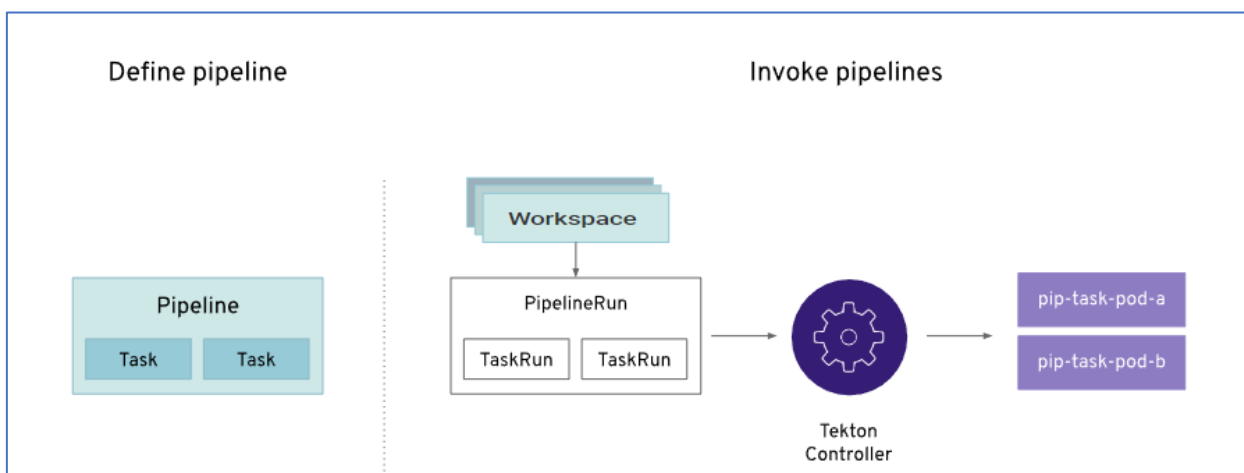 Define pipeline
Invoke pipelines
Workspace
Pipeline
Task
Task
PipelineRun
TaskRun
TaskRun
pip-task-pod-a
pip-task-pod-b
Tekton
Controller